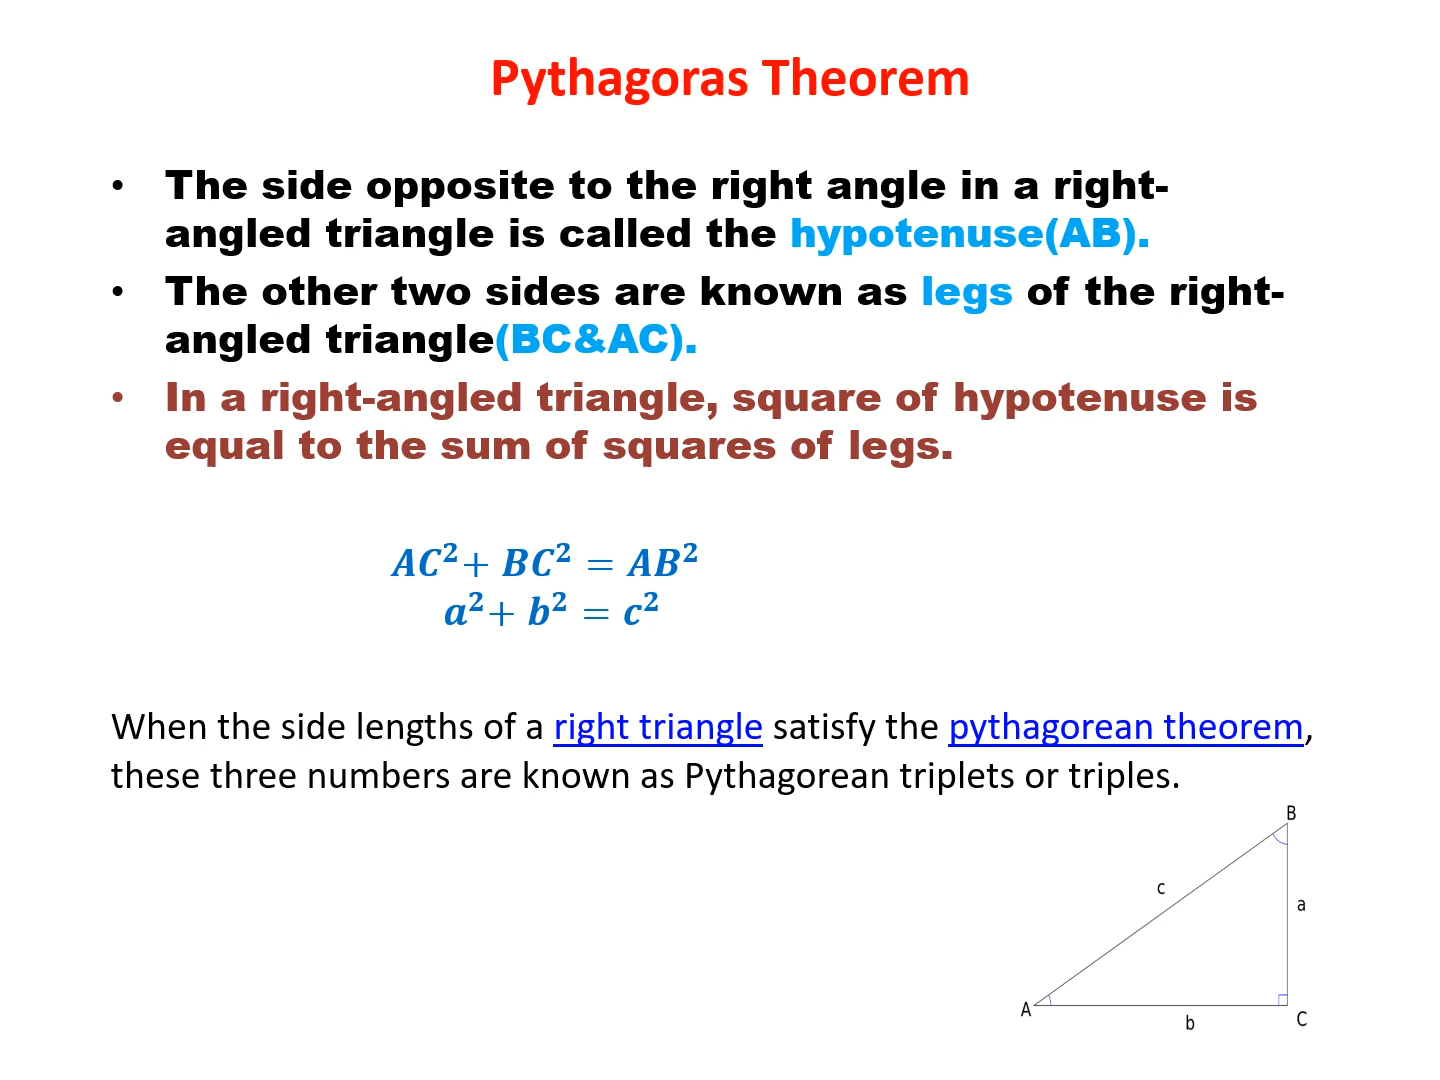 Pythagoras Theorem
• The side opposite to the right angle in a right-
angled triangle is called the hypotenuse(AB).
• The other two sides are known as legs of the right-
angled triangle(BC&AC).
• In a right-angled triangle, square of hypotenuse is
equal to the sum of squares of legs.
AC²+ BC² = AB²
a²+ b² = c²
When the side lengths of a right triangle satisfy the pythagorean theorem,
these three numbers are known as Pythagorean triplets or triples.
B
c
a
A
b
C